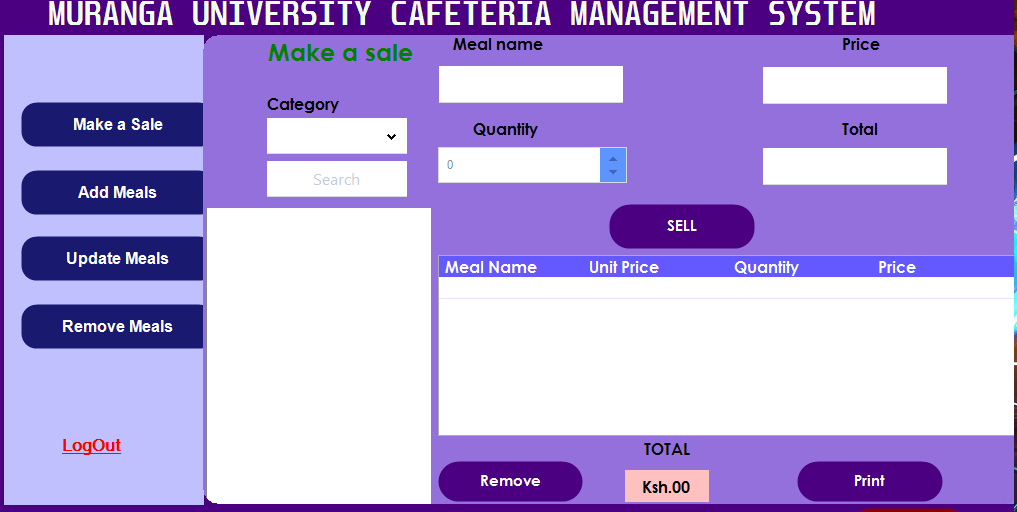 MURANGA UNIVERSITY CAFETERIA MANAGEMENT SYSTEM
Make a Sale
Add Meals
Update Meals
Remove Meals
LogOut
Make a sale
Category
Search
Meal name
Price
Quantity
0
Total
SELL
Meal Name Unit Price Quantity Price
TOTAL
Remove
Ksh.00
Print